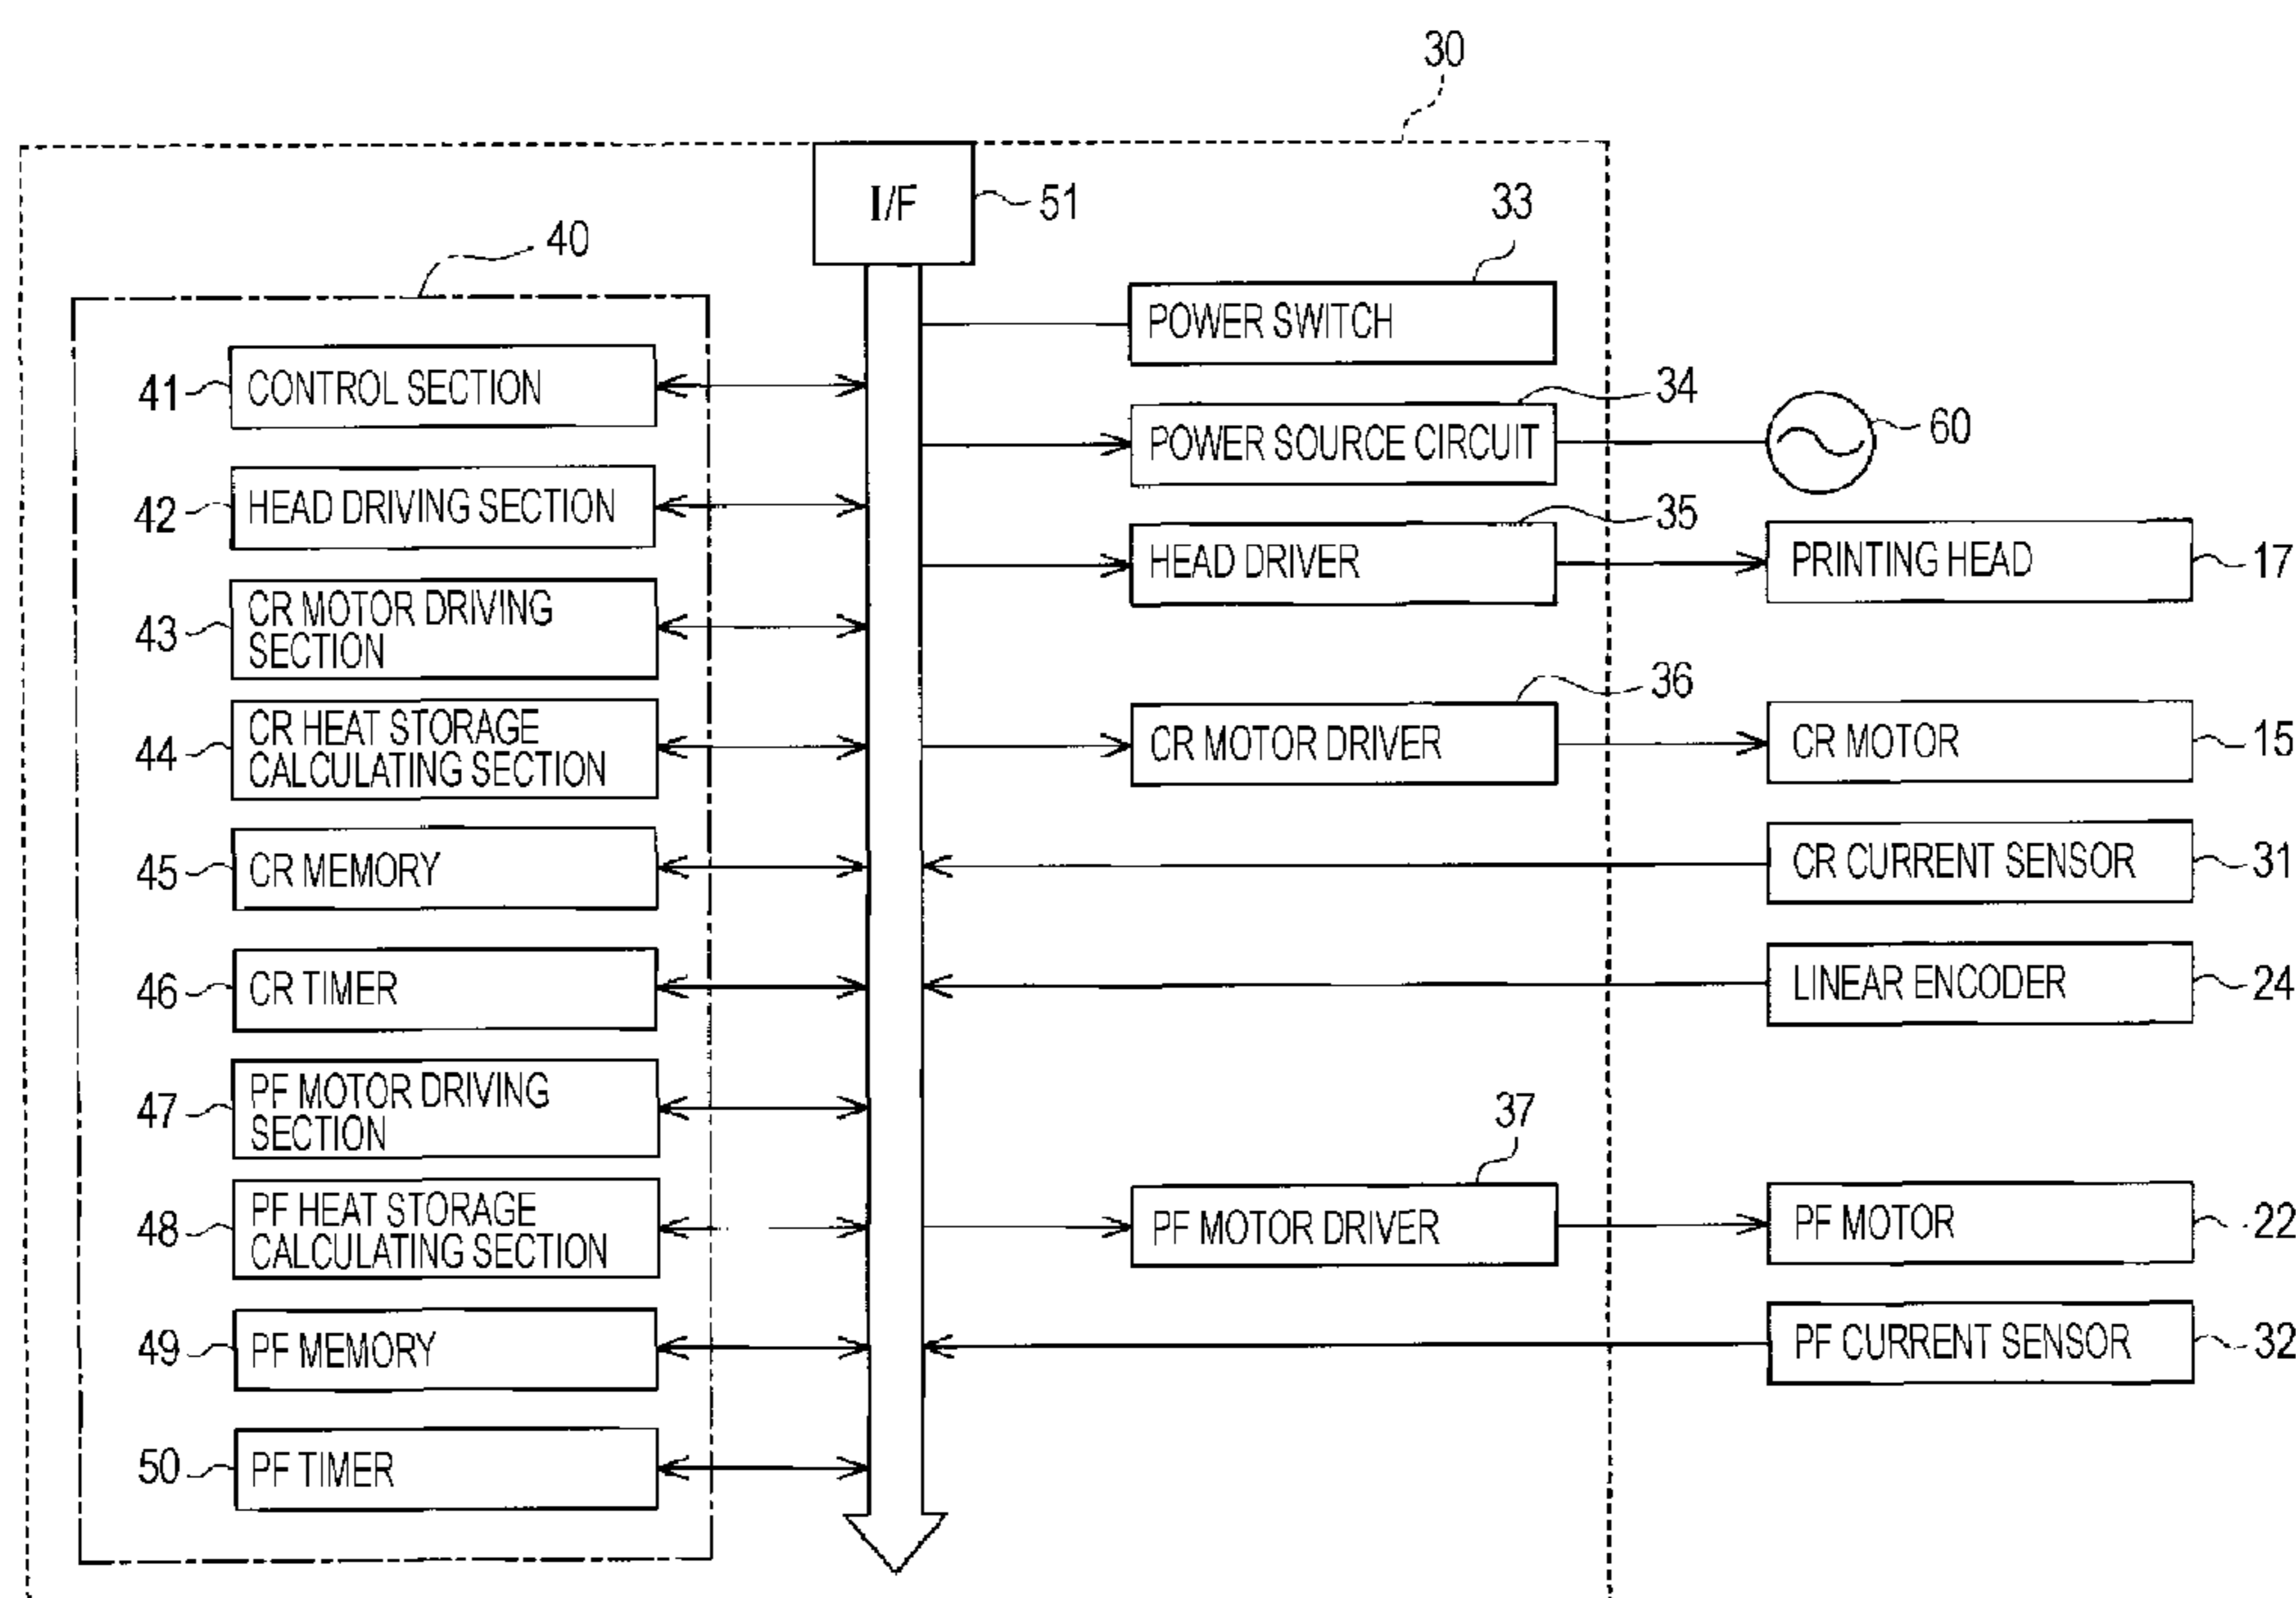 30
I/F
51
40
33
POWER SWITCH
41
CONTROL SECTION
34
POWER SOURCE CIRCUIT
60
42
HEAD DRIVING SECTION
35
HEAD DRIVER
PRINTING HEAD
17
43
CR MOTOR DRIVING
SECTION
36
44
CR HEAT STORAGE
CALCULATING SECTION
CR MOTOR DRIVER
CR MOTOR
15
45
CR MEMORY
CR CURRENT SENSOR
31
46
CR TIMER
LINEAR ENCODER
24
47
PF MOTOR DRIVING
SECTION
37
48
PF HEAT STORAGE
CALCULATING SECTION
PF MOTOR DRIVER
PF MOTOR
22
49
PF MEMORY
PF CURRENT SENSOR
32
50
PF TIMER